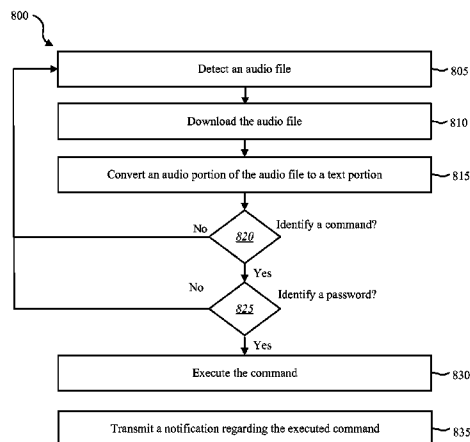 800
Detect an audio file
805
Download the audio file
810
Convert an audio portion of the audio file to a text portion
815
No
820
Identify a command?
Yes
No
825
Identify a password?
Yes
Execute the command
830
Transmit a notification regarding the executed command
835